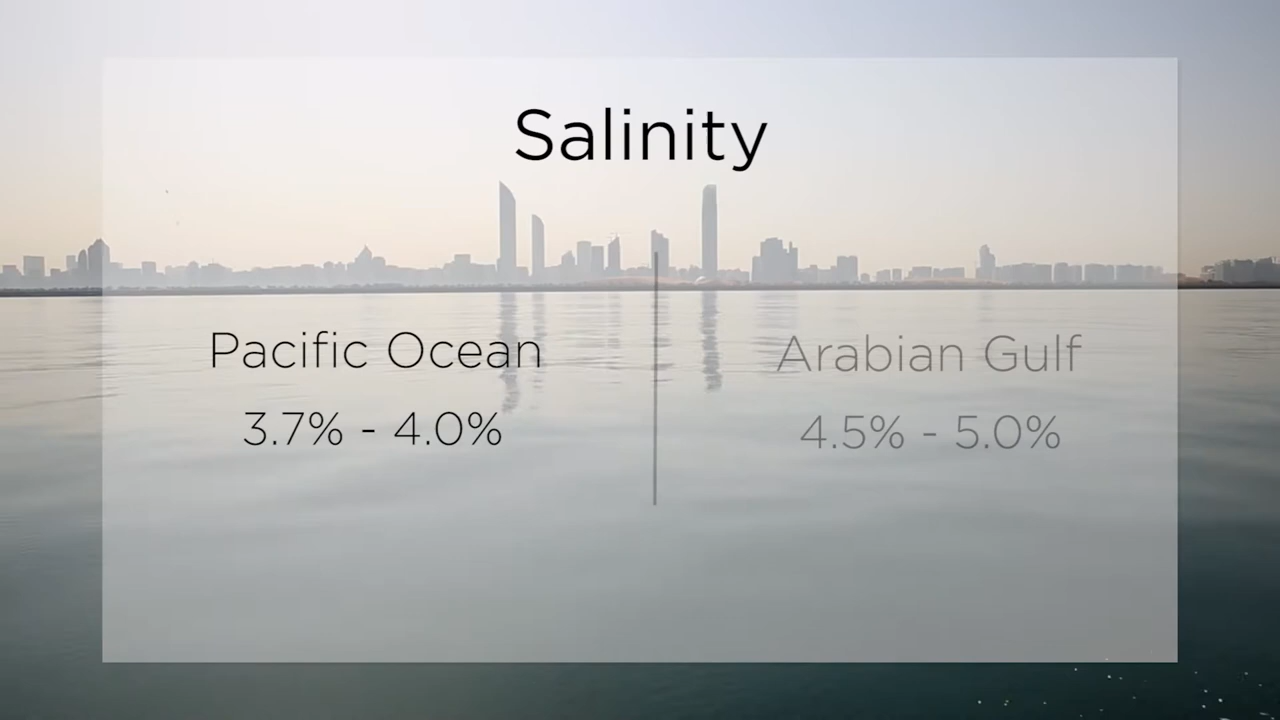 Salinity
Pacific Ocean
3.7% - 4.0%
Arabian Gulf
4.5% - 5.0%